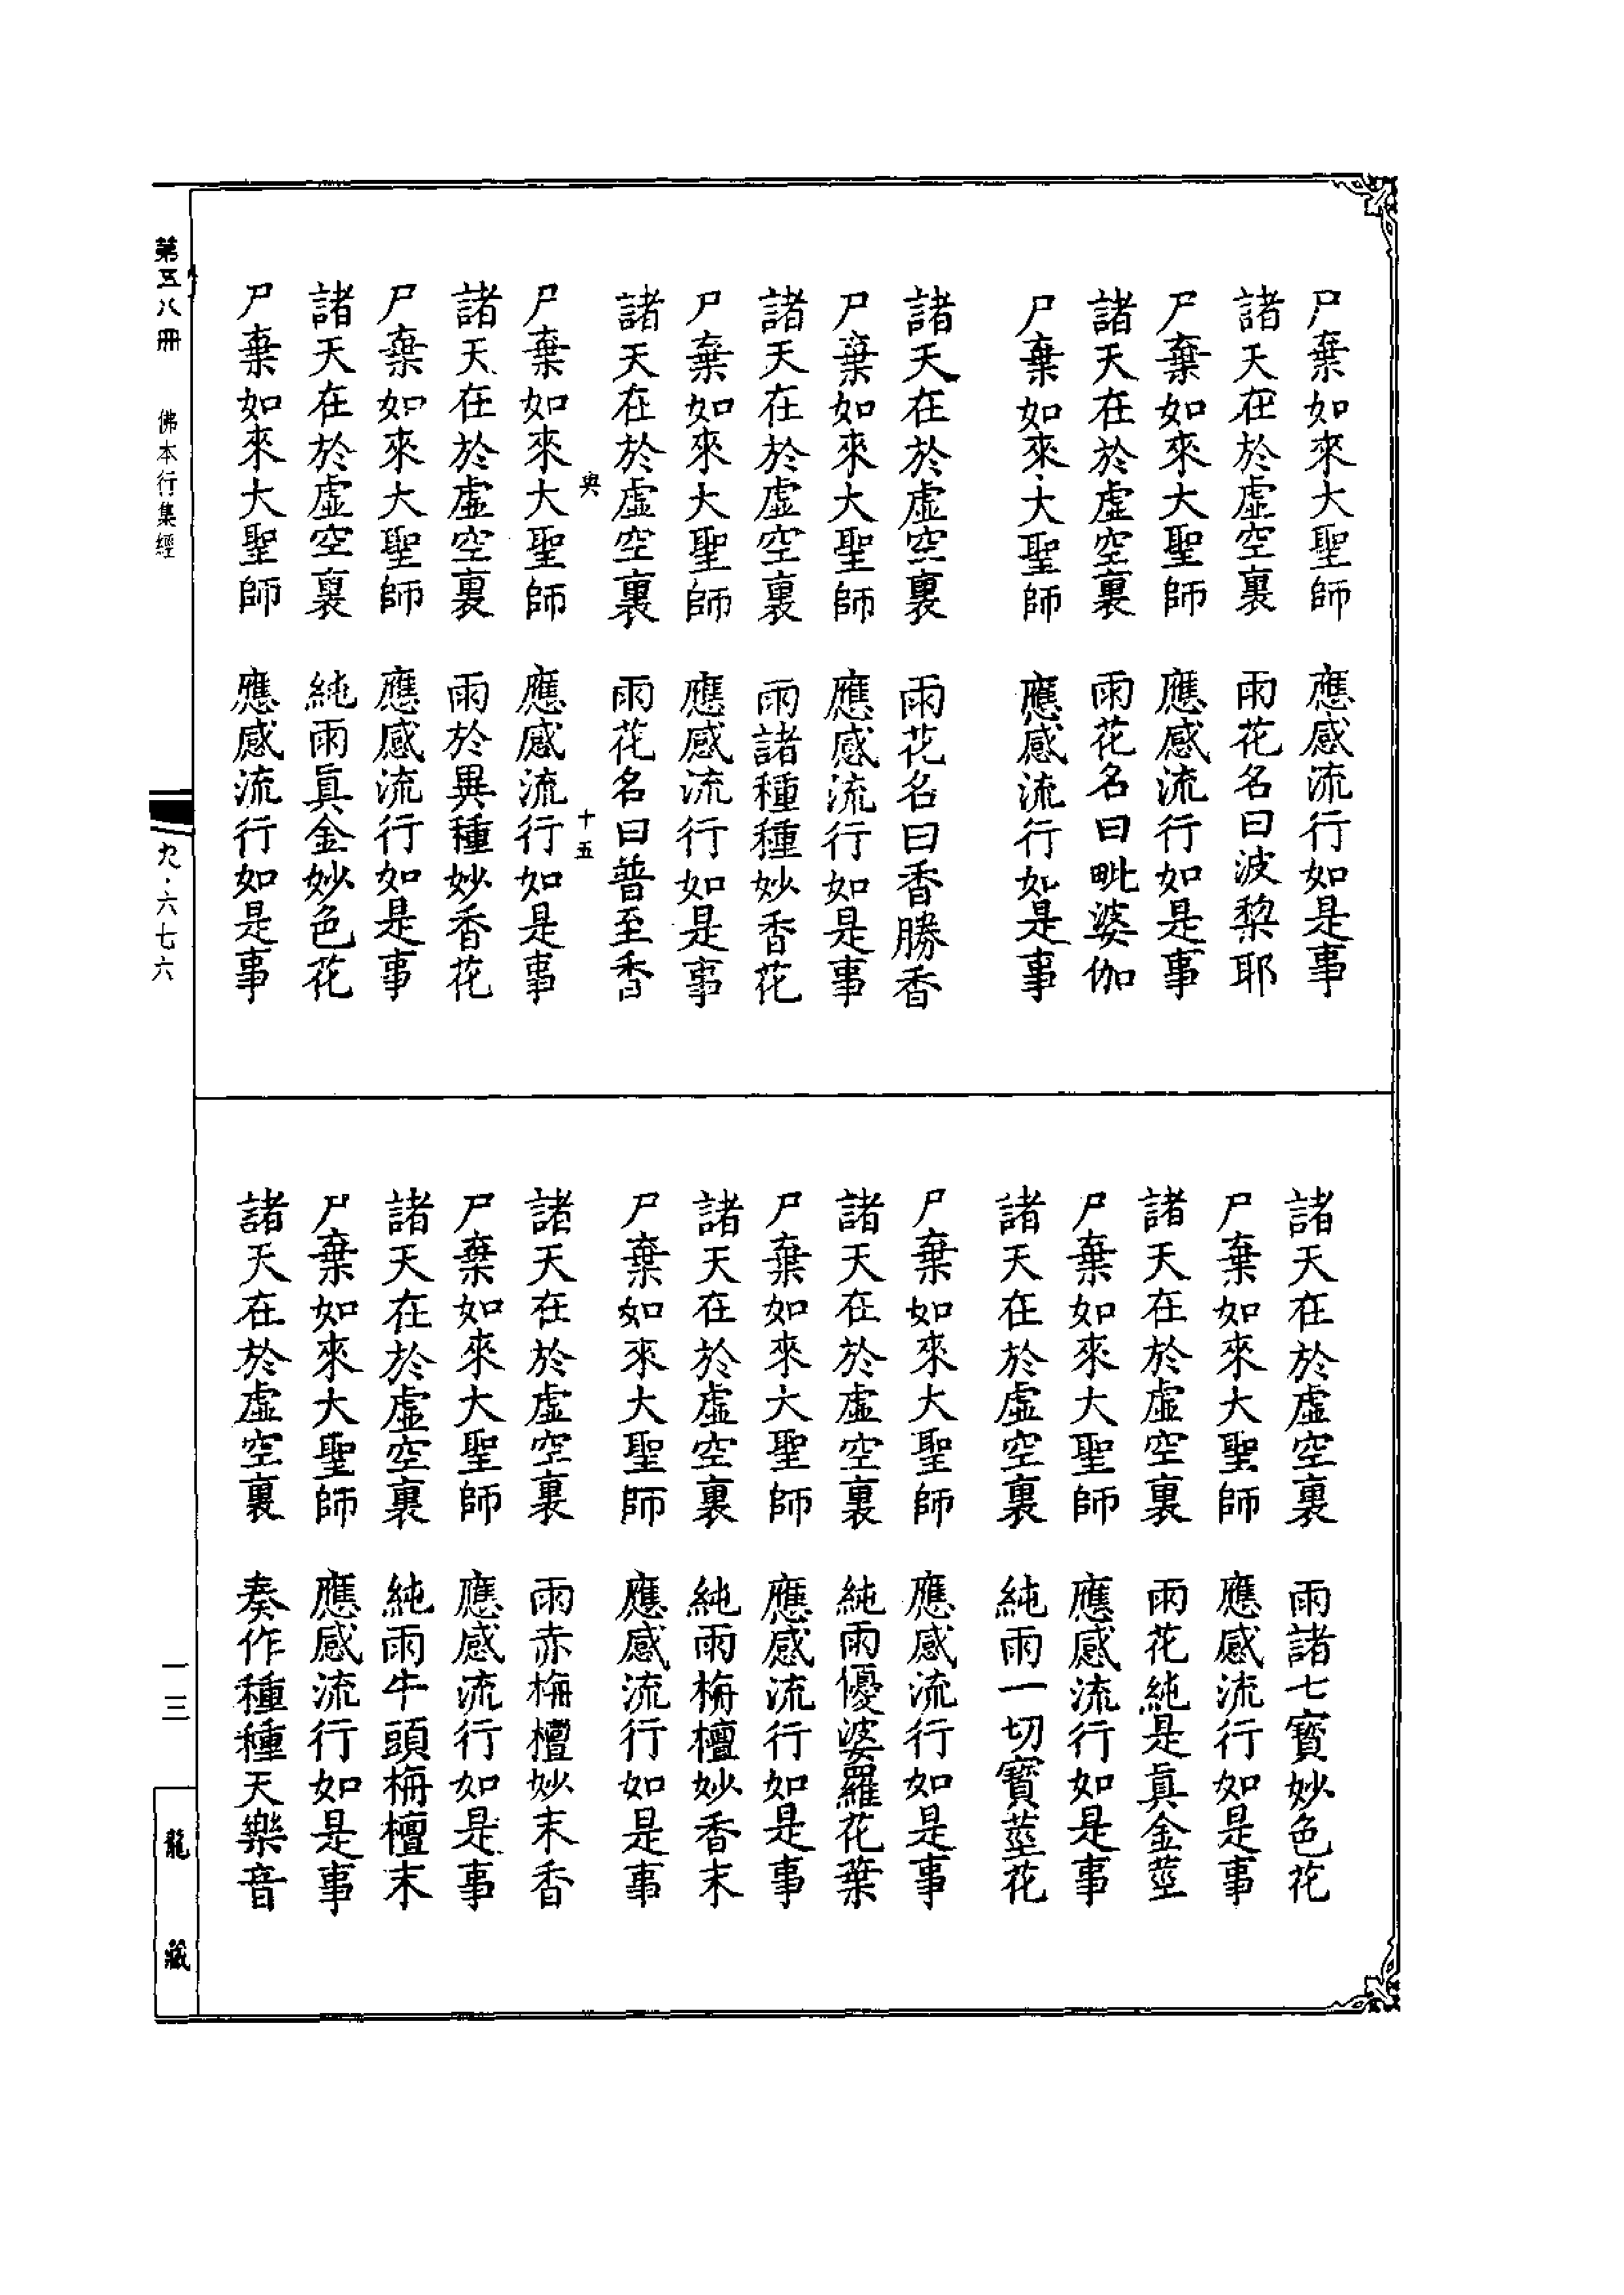 尸棄如來大聖師　應感流行如是事
諸天在於虛空裏　雨花名曰波棃耶
尸棄如來大聖師　應感流行如是事
諸天在於虛空裏　雨花名曰毗婆伽
尸棄如來大聖師　應感流行如是事
諸天在於虛空裏　雨花名曰香勝香
尸棄如來大聖師　應感流行如是事
諸天在於虛空裏　雨諸種種妙香花
尸棄如來大聖師　應感流行如是事
諸天在於虛空裏　雨花名曰普至香
興　十五
尸棄如來大聖師　應感流行如是事
諸天在於虛空裏　雨於異種妙香花
尸棄如來大聖師　應感流行如是事
諸天在於虛空裏　純雨眞金妙色花
尸棄如來大聖師　應感流行如是事
諸天在於虛空裏　雨諸七寶妙色花
尸棄如來大聖師　應感流行如是事
諸天在於虛空裏　雨花純是眞金莖
尸棄如來大聖師　應感流行如是事
諸天在於虛空裏　純雨一切寶莖花
尸棄如來大聖師　應感流行如是事
諸天在於虛空裏　純雨優婆羅花葉
尸棄如來大聖師　應感流行如是事
諸天在於虛空裏　純雨栴檀妙香末
尸棄如來大聖師　應感流行如是事
諸天在於虛空裏　雨赤栴檀妙末香
尸棄如來大聖師　應感流行如是事
諸天在於虛空裏　純雨牛頭栴檀末
尸棄如來大聖師　應感流行如是事
諸天在於虛空裏　奏作種種天樂音
第五八冊　佛本行集經　九·六七六　一三　龍藏